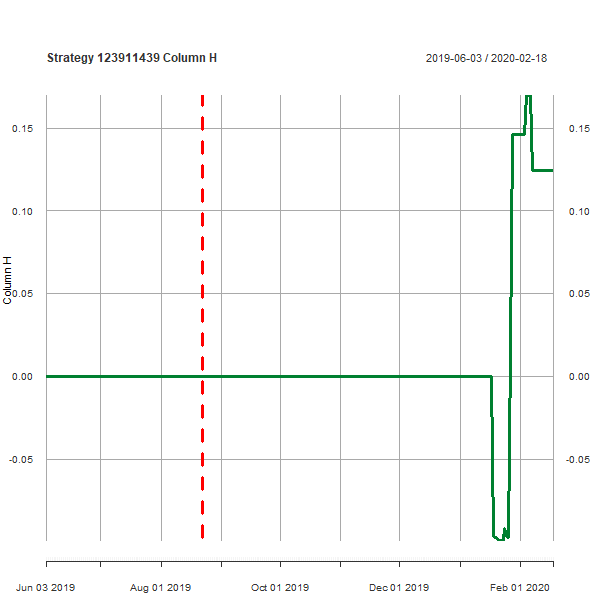 Strategy 123911439 Column H
2019-06-03 / 2020-02-18
0.15
0.15
0.10
0.10
Column H
0.05
0.05
0.00
0.00
-0.05
-0.05
Jun 03 2019
Aug 01 2019
Oct 01 2019
Dec 01 2019
Feb 01 2020